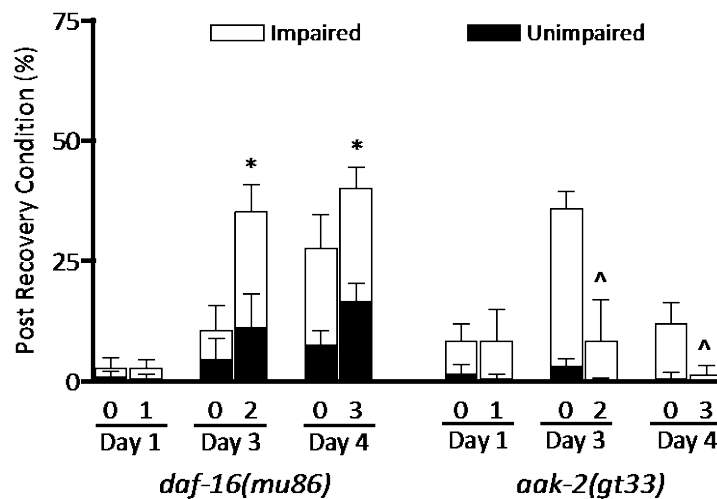 75
Impaired
Unimpaired
Post Recovery Condition (%)
50
* *
25
^ ^
0
0 1 0 2 0 3 0 1 0 2 0 3
Day 1 Day 3 Day 4 Day 1 Day 3 Day 4
daf-16(mu86) aak-2(gt33)